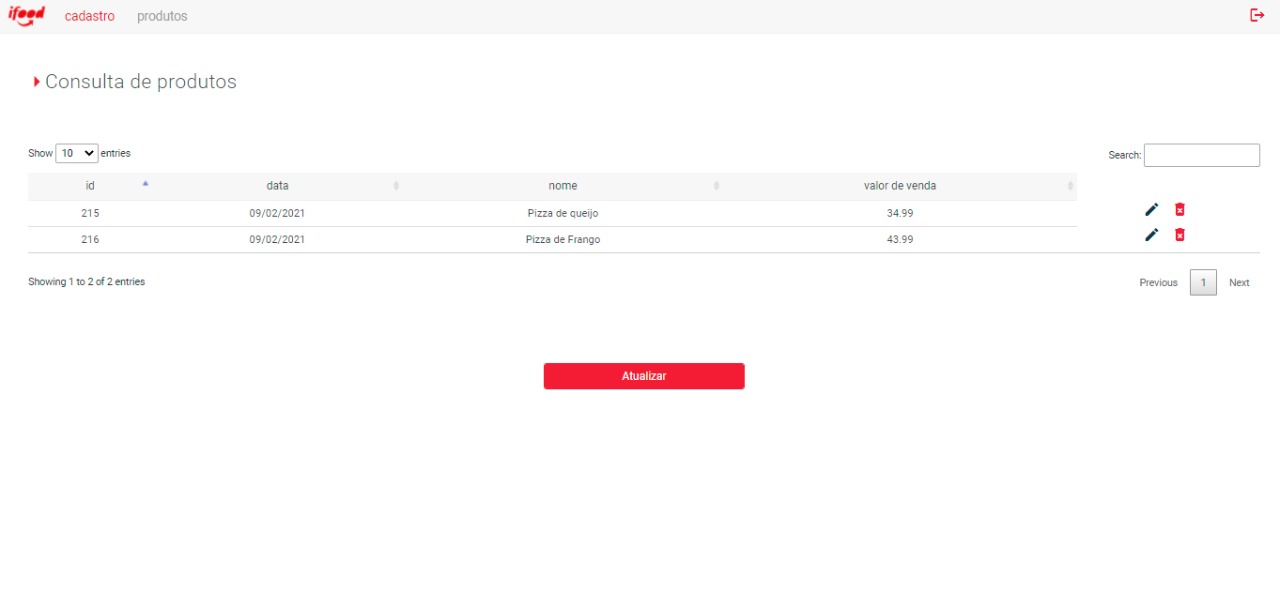 ifood cadastro produtos
Consulta de produtos
Show 10 entries Search:
id data nome valor de venda
215 09/02/2021 Pizza de queijo 34.99
216 09/02/2021 Pizza de Frango 43.99
Showing 1 to 2 of 2 entries Previous 1 Next
Atualizar